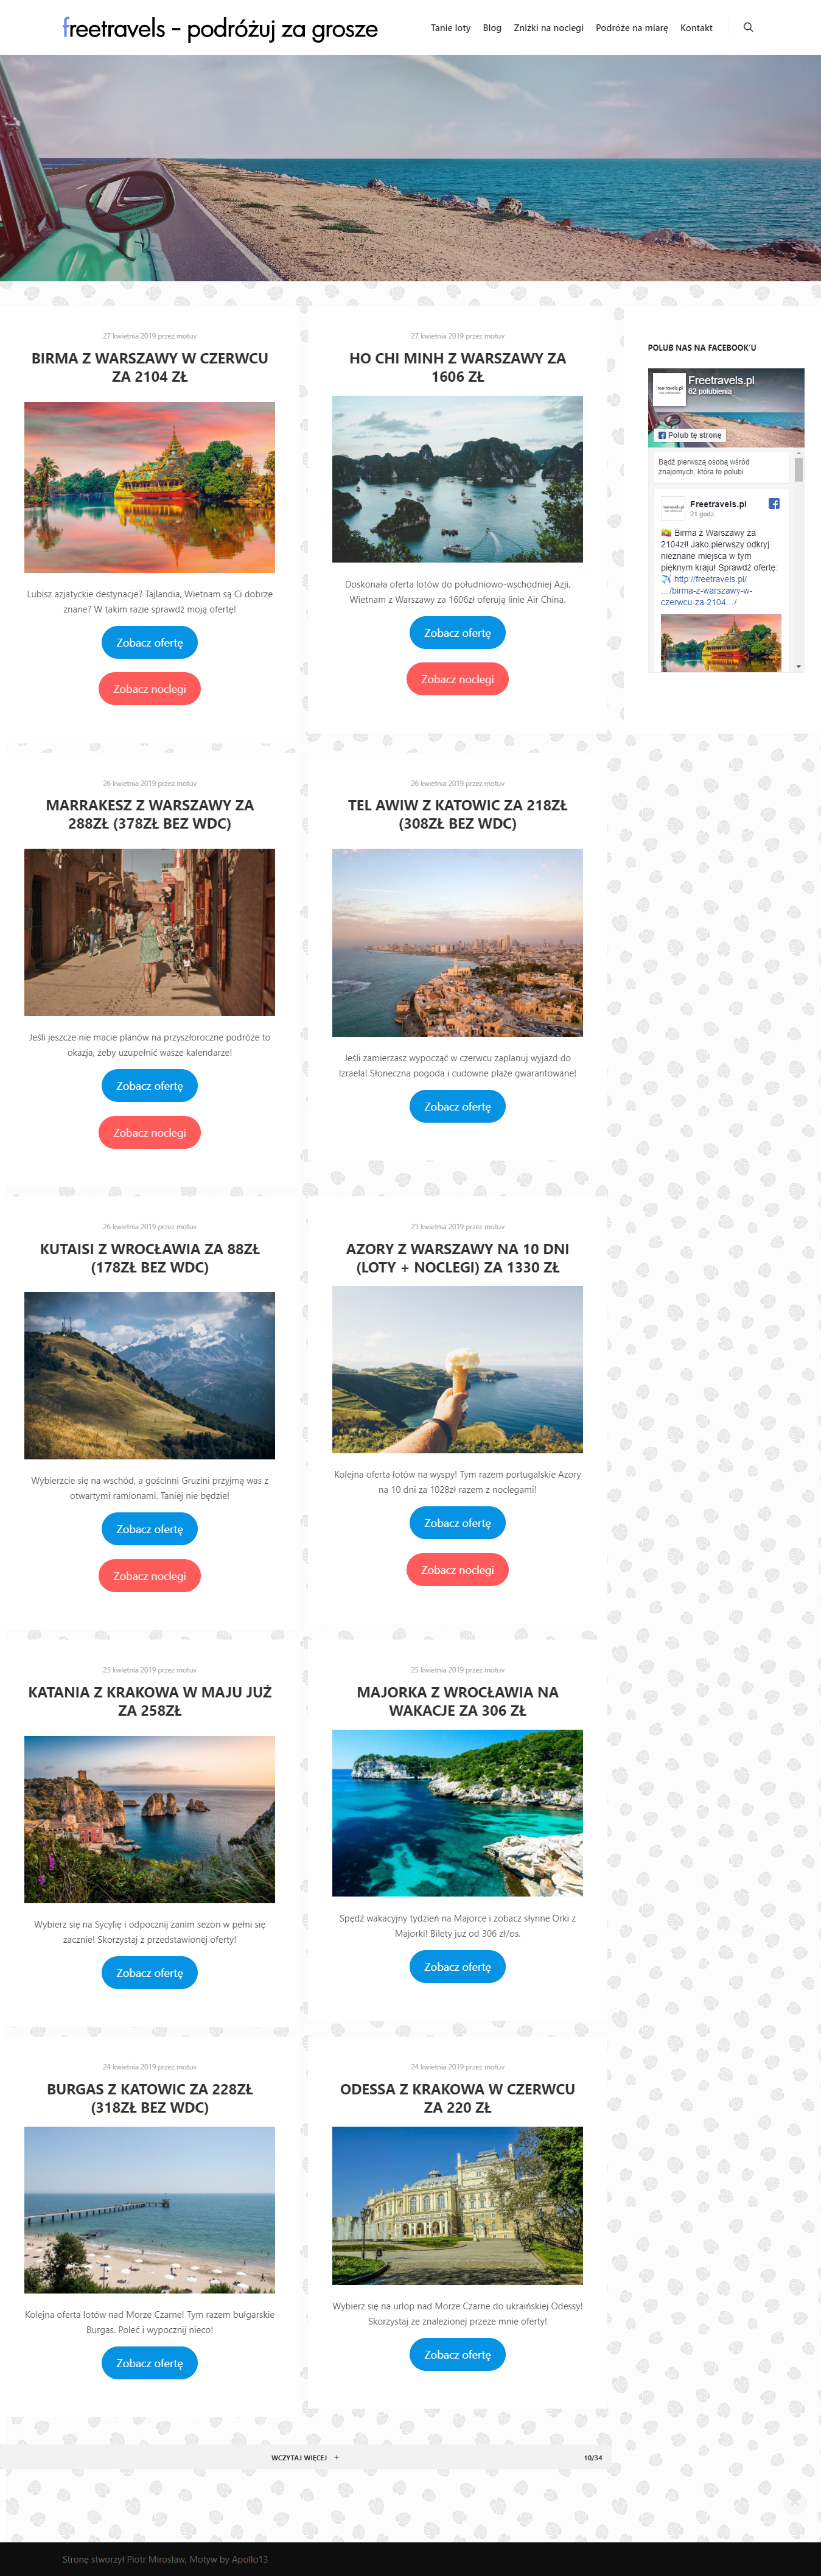 freetravels – podróżuj za grosze
Tanie loty
Blog
Zniżki na noclegi
Podróże na miarę
Kontakt
27 kwietnia 2019 przez motuv
BIRMA Z WARSZAWY W CZERWCU
ZA 2104 ZŁ
Lubisz azjatyckie destynacje? Tajlandia, Wietnam są Ci dobrze
znane? W takim razie sprawdź moją ofertę!
Zobacz ofertę
Zobacz noclegi
27 kwietnia 2019 przez motuv
HO CHI MINH Z WARSZAWY ZA
1606 ZŁ
Doskonała oferta lotów do południowo-wschodniej Azji.
Wietnam z Warszawy za 1606zł oferują linie Air China.
Zobacz ofertę
Zobacz noclegi
POLUB NAS NA FACEBOOK'U
Freetravels.pl
62 polubienia
Polub tę stronę
Bądź pierwszą osobą wśród
znajomych, która to polubi
Freetravels.pl
21 godz.
Birma z Warszawy za
2104zł! Jako pierwszy odkryj
nieznane miejsca w tym
pięknym kraju! Sprawdź ofertę:
http://freetravels.pl/
…/birma-z-warszawy-w-
czerwcu-za-2104…/
26 kwietnia 2019 przez motuv
MARRAKESZ Z WARSZAWY ZA
288ZŁ (378ZŁ BEZ WDC)
Jeśli jeszcze nie macie planów na przyszłoroczne podróże to
okazja, żeby uzupełnić wasze kalendarze!
Zobacz ofertę
Zobacz noclegi
26 kwietnia 2019 przez motuv
TEL AWIW Z KATOWIC ZA 218ZŁ
(308ZŁ BEZ WDC)
Jeśli zamierzasz wypocząć w czerwcu zaplanuj wyjazd do
Izraela! Słoneczna pogoda i cudowne plaże gwarantowane!
Zobacz ofertę
26 kwietnia 2019 przez motuv
KUTAISI Z WROCŁAWIA ZA 88ZŁ
(178ZŁ BEZ WDC)
Wybierzcie się na wschód, a gościnni Gruzini przyjmą was z
otwartymi ramionami. Taniej nie będzie!
Zobacz ofertę
Zobacz noclegi
25 kwietnia 2019 przez motuv
AZORY Z WARSZAWY NA 10 DNI
(LOTY + NOCLEGI) ZA 1330 ZŁ
Kolejna oferta lotów na wyspy! Tym razem portugalskie Azory
na 10 dni za 1028zł razem z noclegami!
Zobacz ofertę
Zobacz noclegi
25 kwietnia 2019 przez motuv
KATANIA Z KRAKOWA W MAJU JUŻ
ZA 258ZŁ
Wybierz się na Sycylię i odpocznij zanim sezon w pełni się
zacznie! Skorzystaj z przedstawionej oferty!
Zobacz ofertę
25 kwietnia 2019 przez motuv
MAJORKA Z WROCŁAWIA NA
WAKACJE ZA 306 ZŁ
Spędź wakacyjny tydzień na Majorce i zobacz słynne Orki z
Majorki! Bilety już od 306 zł/os.
Zobacz ofertę
24 kwietnia 2019 przez motuv
BURGAS Z KATOWIC ZA 228ZŁ
(318ZŁ BEZ WDC)
Kolejna oferta lotów nad Morze Czarne! Tym razem bułgarskie
Burgas. Poleć i wypocznij nieco!
Zobacz ofertę
24 kwietnia 2019 przez motuv
ODESSA Z KRAKOWA W CZERWCU
ZA 220 ZŁ
Wybierz się na urlop nad Morze Czarne do ukraińskiej Odessy!
Skorzystaj ze znalezionej przeze mnie oferty!
Zobacz ofertę
WCZYTAJ WIĘCEJ +
10/34
Stronę stworzył Piotr Mirosław, Motyw by Apollo13